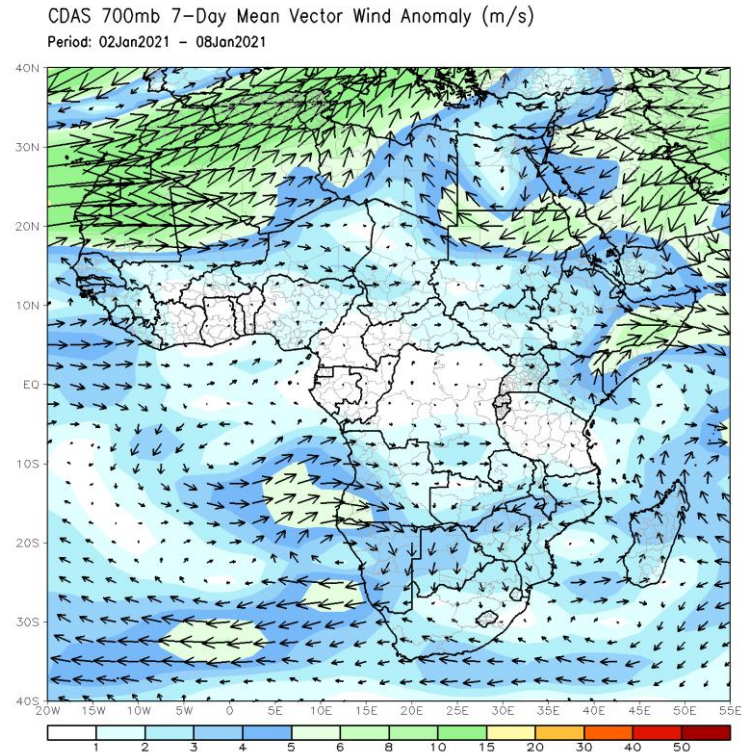 CDAS 700mb 7-Day Mean Vector Wind Anomaly (m/s)
Period: 02Jan2021 - 08Jan2021
40N
30N
20N
10N
EQ
10S
20S
30S
40S
20W 15W 10W 5W 0 5E 10E 15E 20E 25E 30E 35E 40E 45E 50E 55E
1 2 3 4 5 6 8 10 15 20 30 40 50